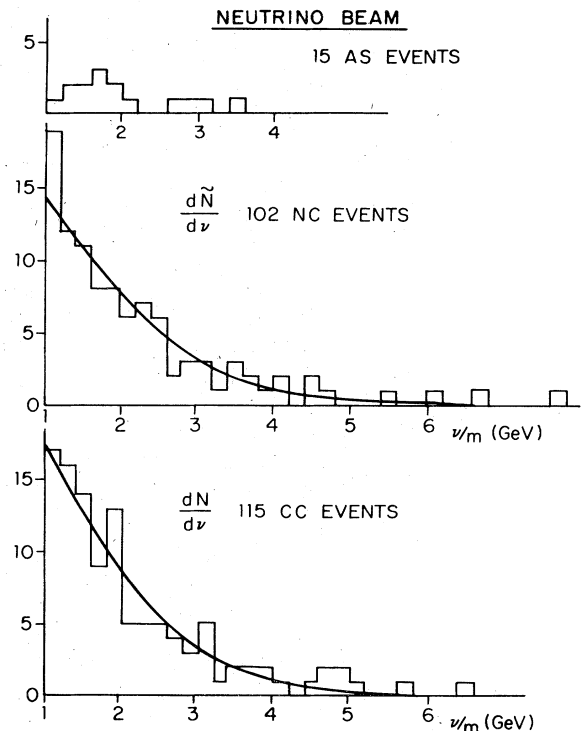 NEUTRINO BEAM
15 AS EVENTS
5
2 3 4
dÑ/dν 102 NC EVENTS
15
10
5
0
1 2 3 4 5 6 ν/m (GeV)
dN/dν 115 CC EVENTS
15
10
5
0
1 2 3 4 5 6 ν/m (GeV)